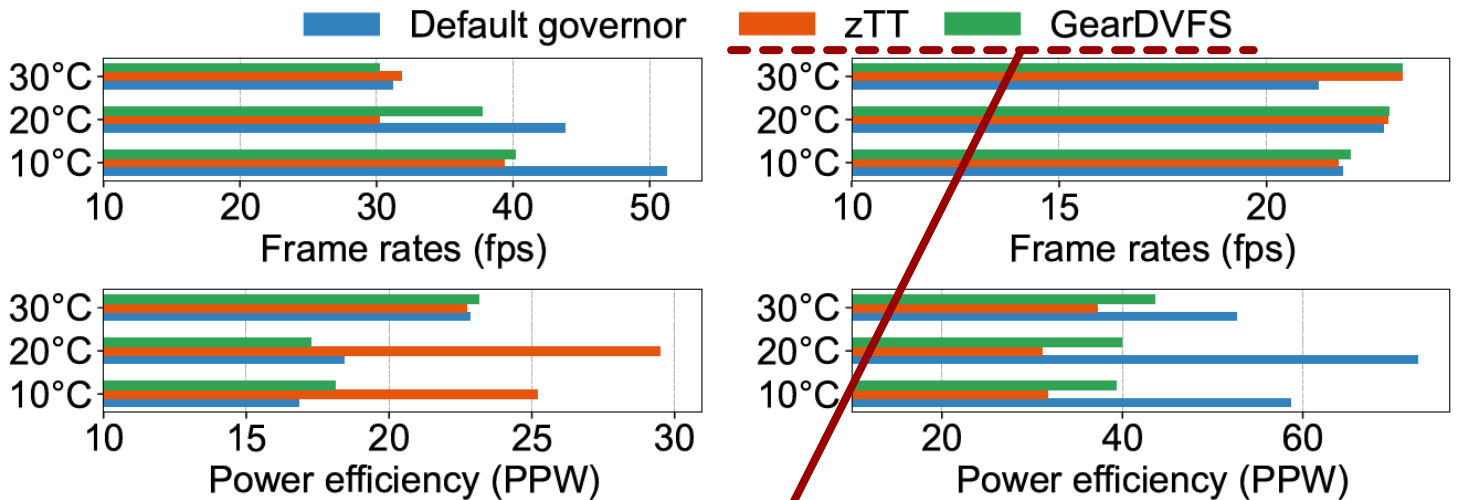 Default governor zTT GearDVFS
30°C
20°C
10°C
10 20 30 40 50
Frame rates (fps)
30°C
20°C
10°C
10 15 20
Frame rates (fps)
30°C
20°C
10°C
10 15 20 25 30
Power efficiency (PPW)
30°C
20°C
10°C
20 40 60
Power efficiency (PPW)